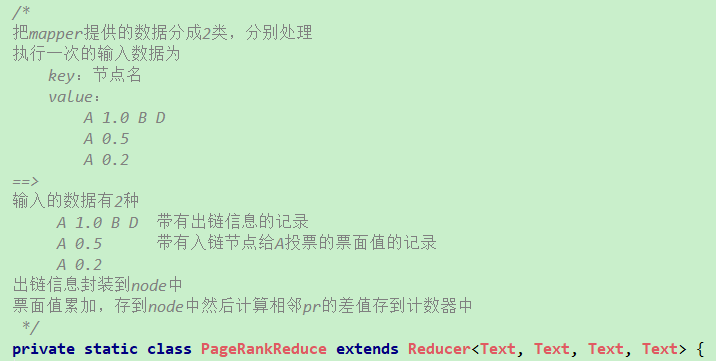 /*
把mapper提供的数据分成2类，分别处理
执行一次的输入数据为
key：节点名
value：
A 1.0 B D
A 0.5
A 0.2
==>
输入的数据有2种
A 1.0 B D 带有出链信息的记录
A 0.5 带有入链节点给A投票的票面值的记录
A 0.2
出链信息封装到node中
票面值累加，存到node中然后计算相邻pr的差值存到计数器中
*/
private static class PageRankReduce extends Reducer<Text, Text, Text, Text> {